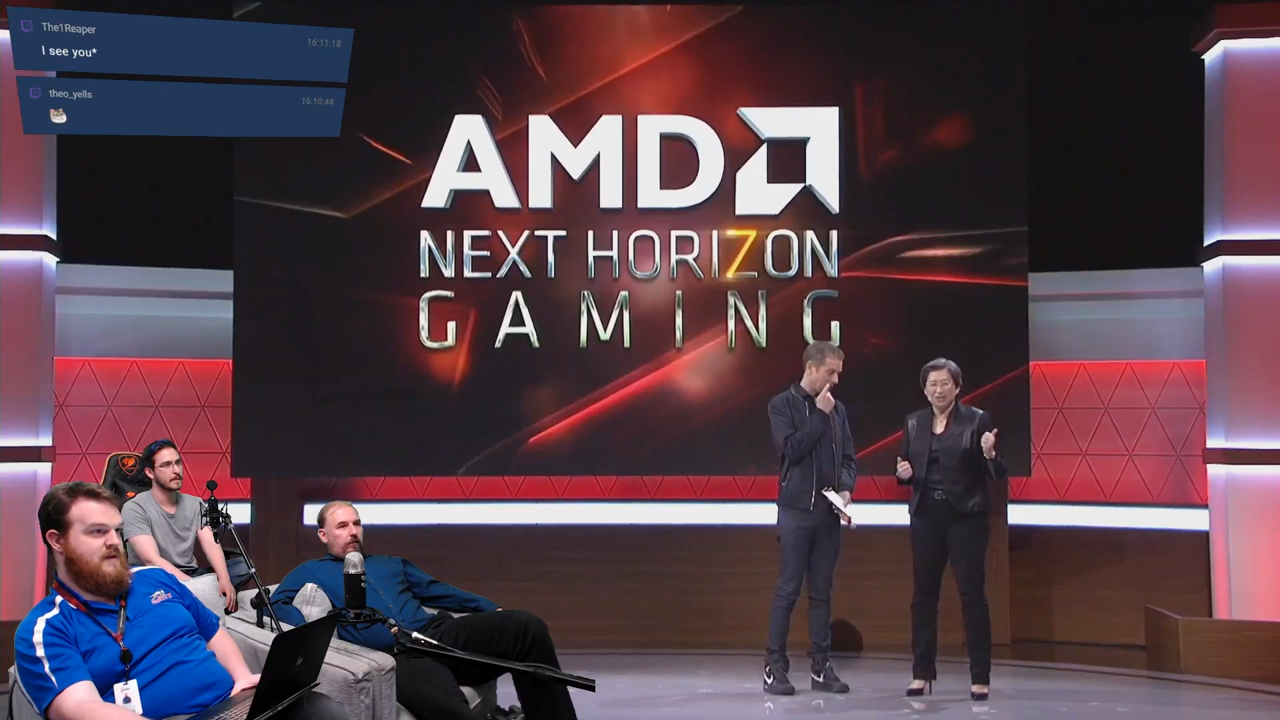 The1Reaper
16:11:18
I see you*
theo_yells
16:10:44
AMD
NEXT HORIZON
GAMING